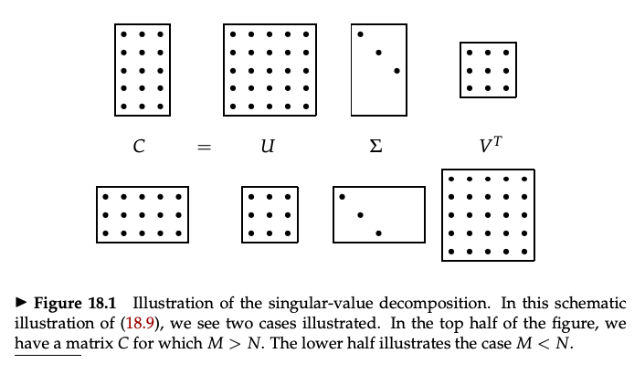 C = U Σ V^T
► Figure 18.1 Illustration of the singular-value decomposition. In this schematic
illustration of (18.9), we see two cases illustrated. In the top half of the figure, we
have a matrix C for which M > N. The lower half illustrates the case M < N.